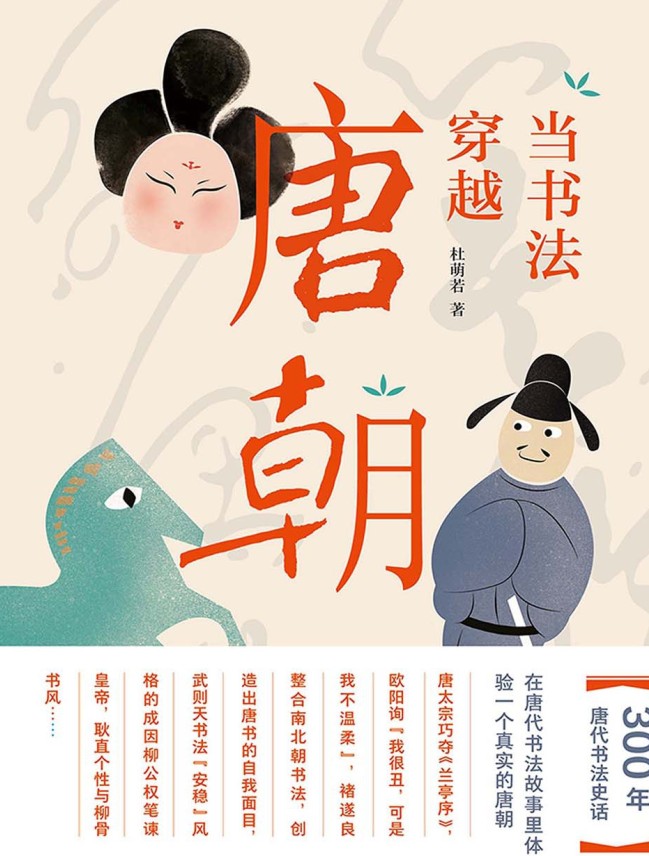 当书法
穿越
唐朝
杜萌若 著
300年
唐代书法史话
在唐代书法故事里体
验一个真实的唐朝
唐太宗巧夺《兰亭序》，
欧阳询『我很丑，可是
我不温柔』，褚遂良
整合南北朝书法，创
造出唐书的自我面目，
武则天书法『安稳』风
格的成因柳公权笔谏
皇帝，耿直个性与柳骨
书风……